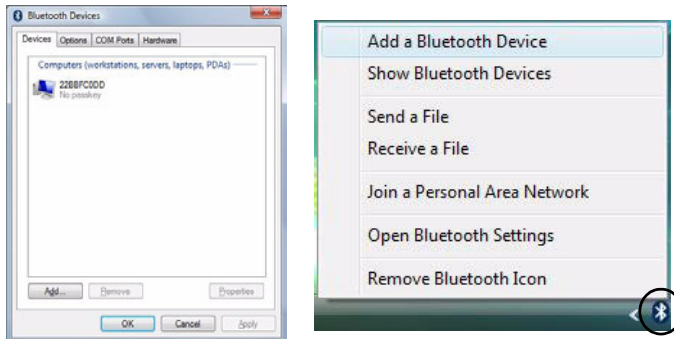 Bluetooth Devices
Devices Options COM Ports Hardware
Computers (workstations, servers, laptops, PDAs)
No passkey
Add... Remove Properties
OK Cancel Apply
Add a Bluetooth Device
Show Bluetooth Devices
Send a File
Receive a File
Join a Personal Area Network
Open Bluetooth Settings
Remove Bluetooth Icon